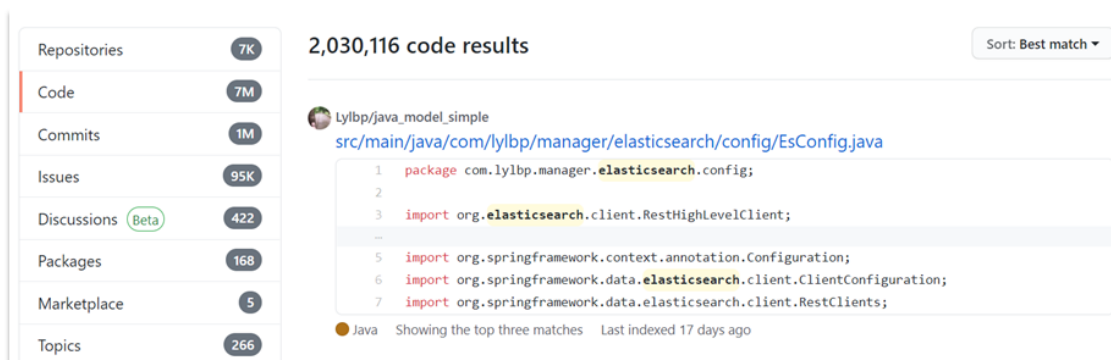 Repositories 7K
Code 7M
Commits 1M
Issues 95K
Discussions Beta 422
Packages 168
Marketplace 5
Topics 266
2,030,116 code results
Sort: Best match
Lylbp/java_model_simple
src/main/java/com/lylbp/manager/elasticsearch/config/EsConfig.java
1 package com.lylbp.manager.elasticsearch.config;
2
3 import org.elasticsearch.client.RestHighLevelClient;
…
5 import org.springframework.context.annotation.Configuration;
6 import org.springframework.data.elasticsearch.client.ClientConfiguration;
7 import org.springframework.data.elasticsearch.client.RestClients;
Java Showing the top three matches Last indexed 17 days ago